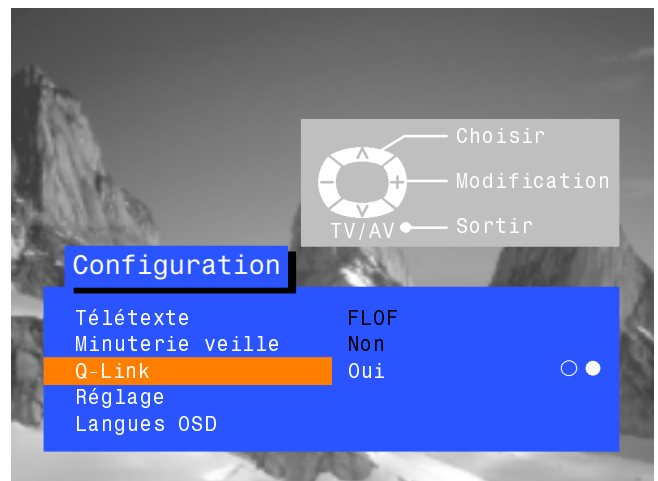 Choisir
Modification
TV/AV Sortir
Configuration
Télétexte FLOF
Minuterie veille Non
Q-Link Oui
Réglage
Langues OSD